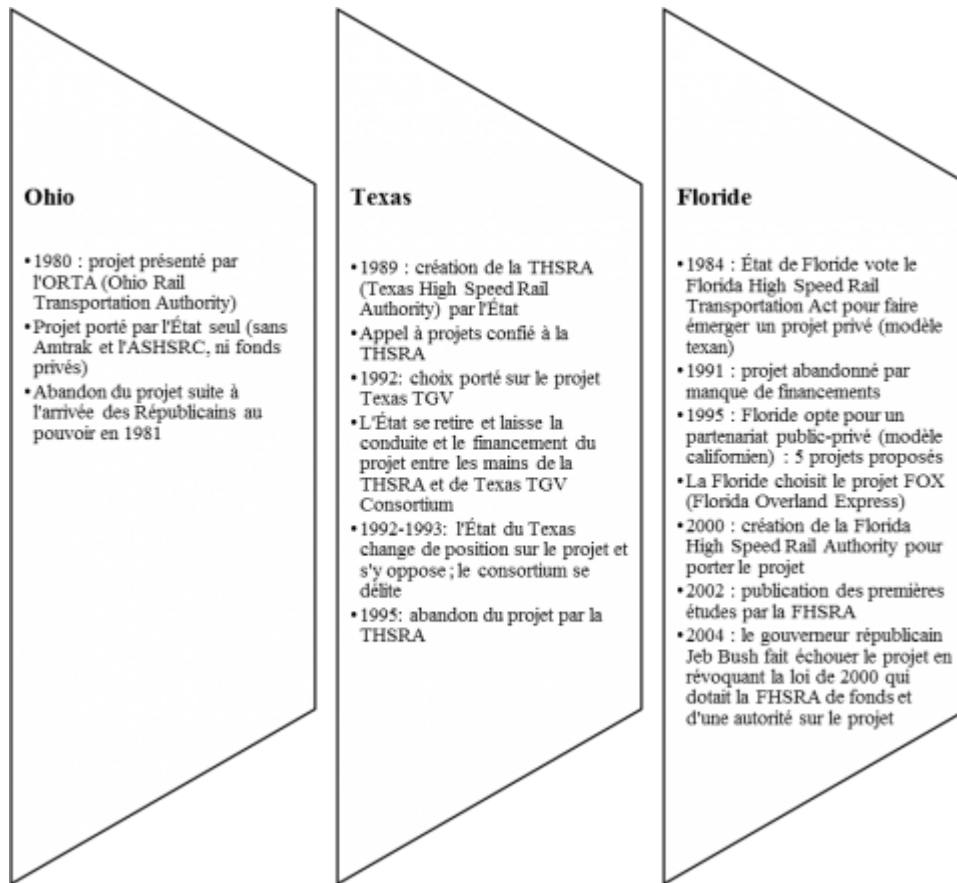 Ohio
•1980 : projet présenté par
l'ORTA (Ohio Rail
Transportation Authority)
•Projet porté par l'État seul (sans
Amtrak et l'ASHSRC, ni fonds
privés)
•Abandon du projet suite à
l'arrivée des Républicains au
pouvoir en 1981
Texas
•1989 : création de la THSRA
(Texas High Speed Rail
Authority) par l'État
•Appel à projets confié à la
THSRA
•1992: choix porté sur le projet
Texas TGV
•L'État se retire et laisse la
conduite et le financement du
projet entre les mains de la
THSRA et de Texas TGV
Consortium
•1992-1993: l'État du Texas
change de position sur le projet et
s'y oppose ; le consortium se
délite
•1995: abandon du projet par la
THSRA
Floride
•1984 : État de Floride vote le
Florida High Speed Rail
Transportation Act pour faire
émerger un projet privé (modèle
texan)
•1991 : projet abandonné par
manque de financements
•1995 : Floride opte pour un
partenariat public-privé (modèle
californien) : 5 projets proposés
•La Floride choisit le projet FOX
(Florida Overland Express)
•2000 : création de la Florida
High Speed Rail Authority pour
porter le projet
•2002 : publication des premières
études par la FHSRA
•2004 : le gouverneur républicain
Jeb Bush fait échouer le projet en
révoquant la loi de 2000 qui
dotait la FHSRA de fonds et
d'une autorité sur le projet